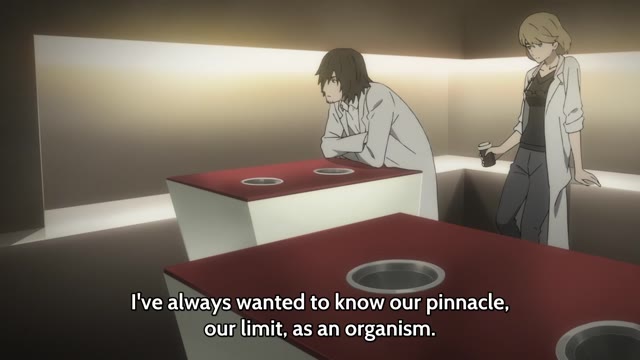 I've always wanted to know our pinnacle,
our limit, as an organism.